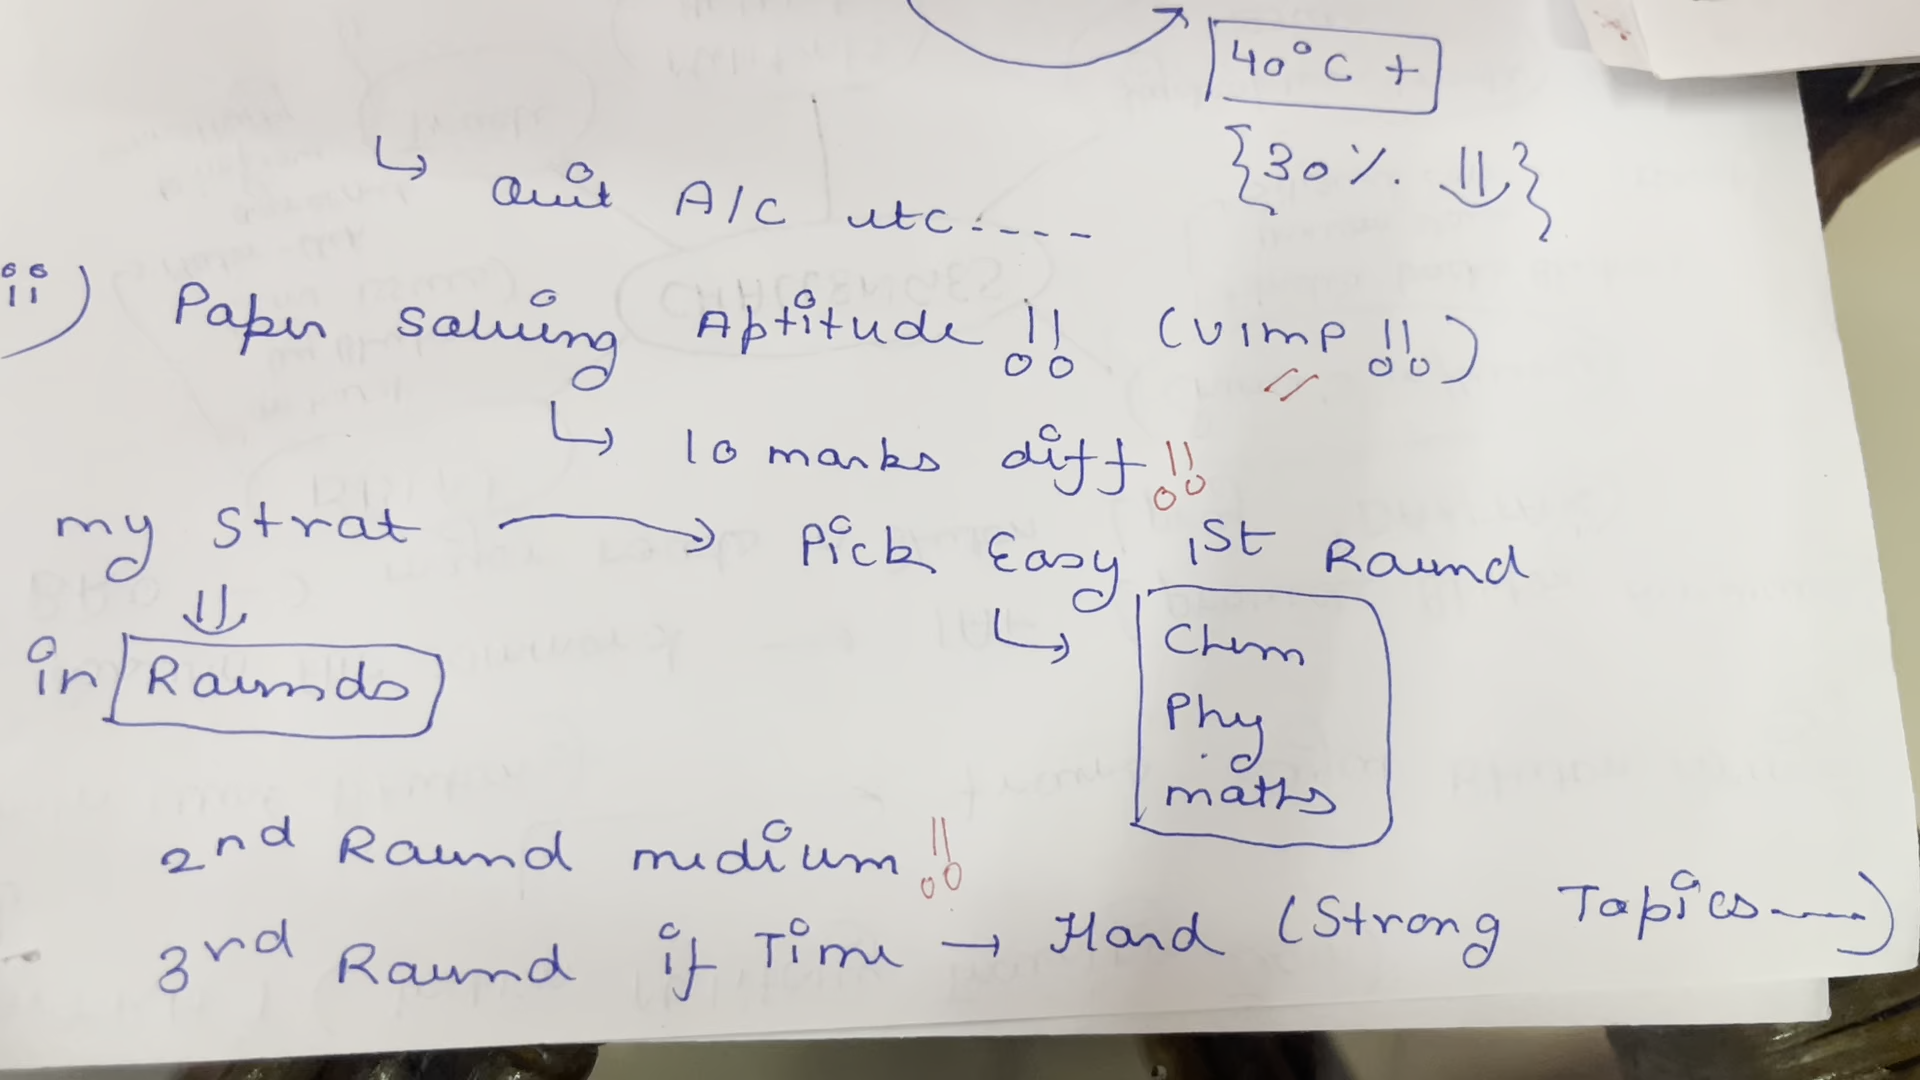 40°C +
{30% ⇓}
↳ Quit A/C etc....
ii) Paper solving Aptitude !! (VIMP !!)
↳ 10 marks diff !!
my strat → Pick Easy 1st Round
⇓
in Rounds
↳ Chem
Phy
maths
2nd Round medium !!
3rd Round if Time → Hard (Strong Topics ...)